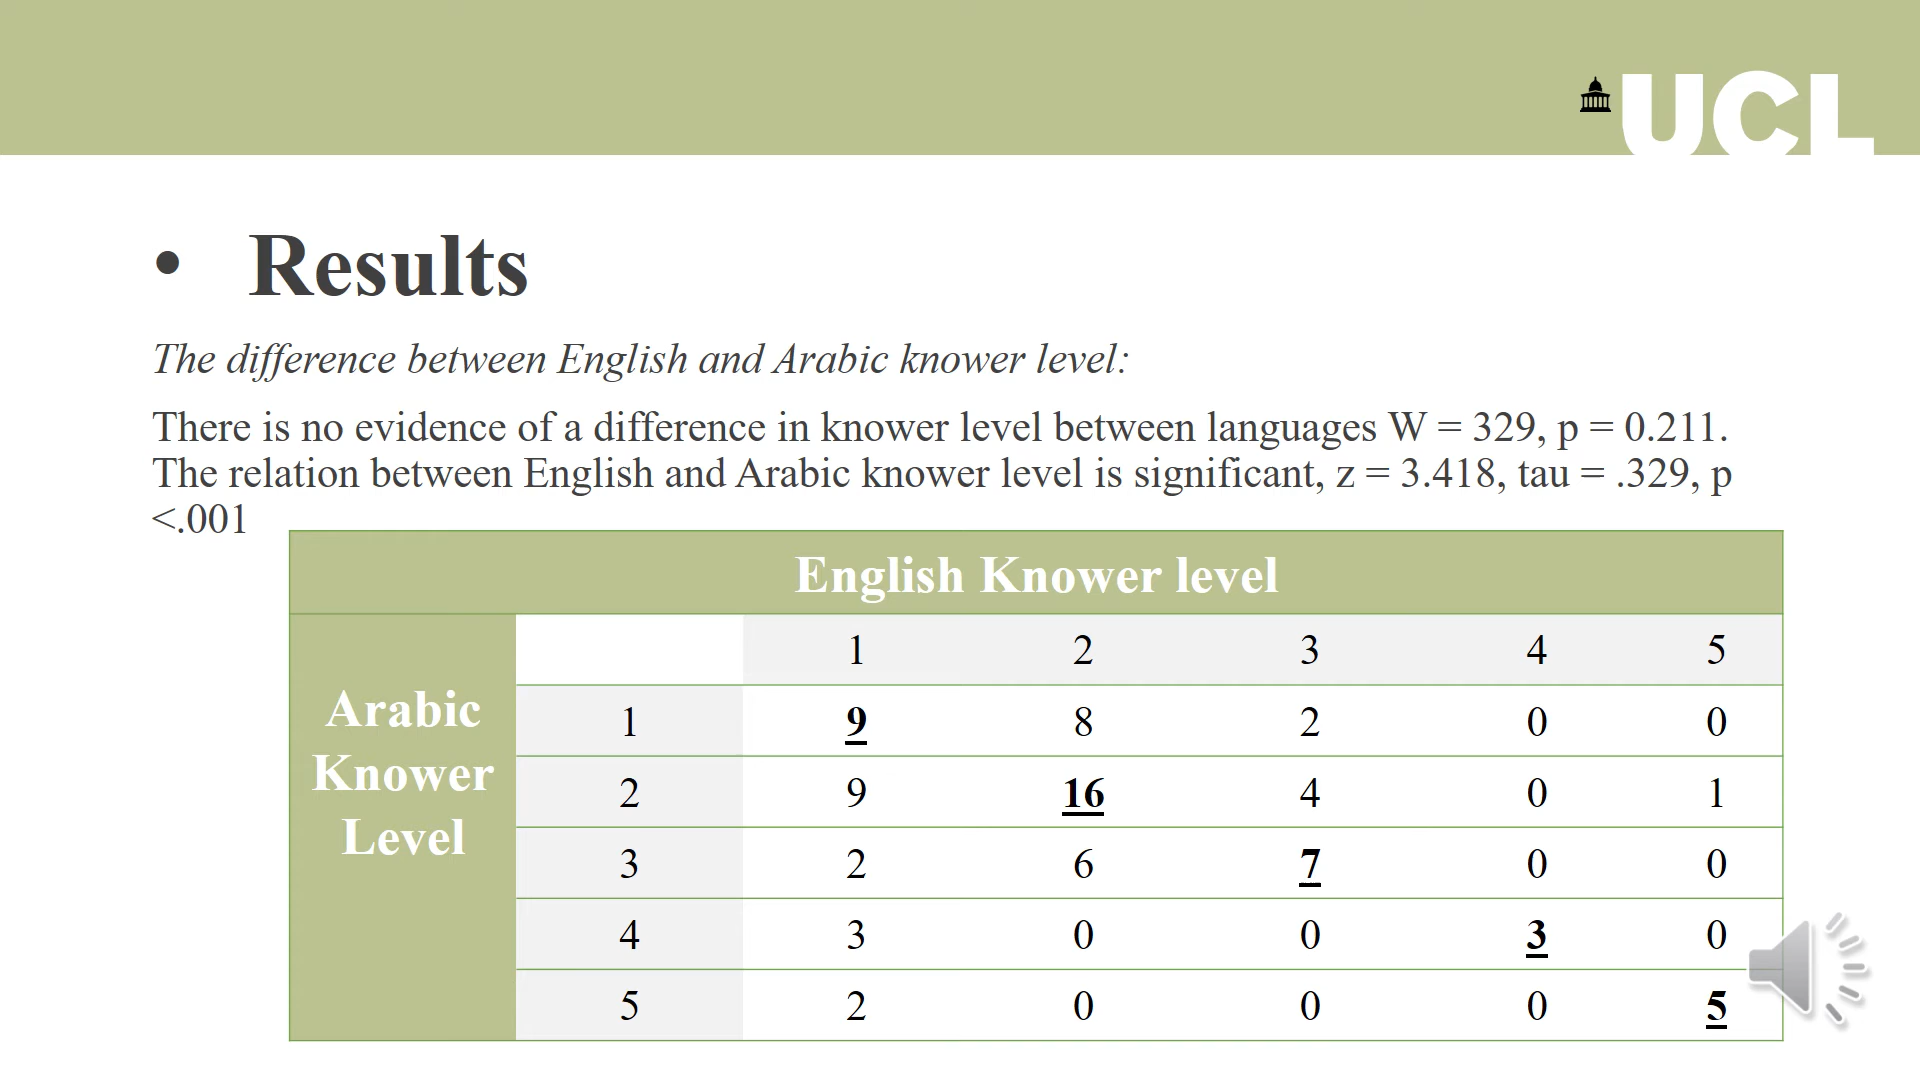 UCL
• Results
The difference between English and Arabic knower level:
There is no evidence of a difference in knower level between languages W = 329, p = 0.211.
The relation between English and Arabic knower level is significant, z = 3.418, tau = .329, p
<.001
English Knower level
Arabic
Knower
Level
1 2 3 4 5
1 9 8 2 0 0
2 9 16 4 0 1
3 2 6 7 0 0
4 3 0 0 3 0
5 2 0 0 0 5